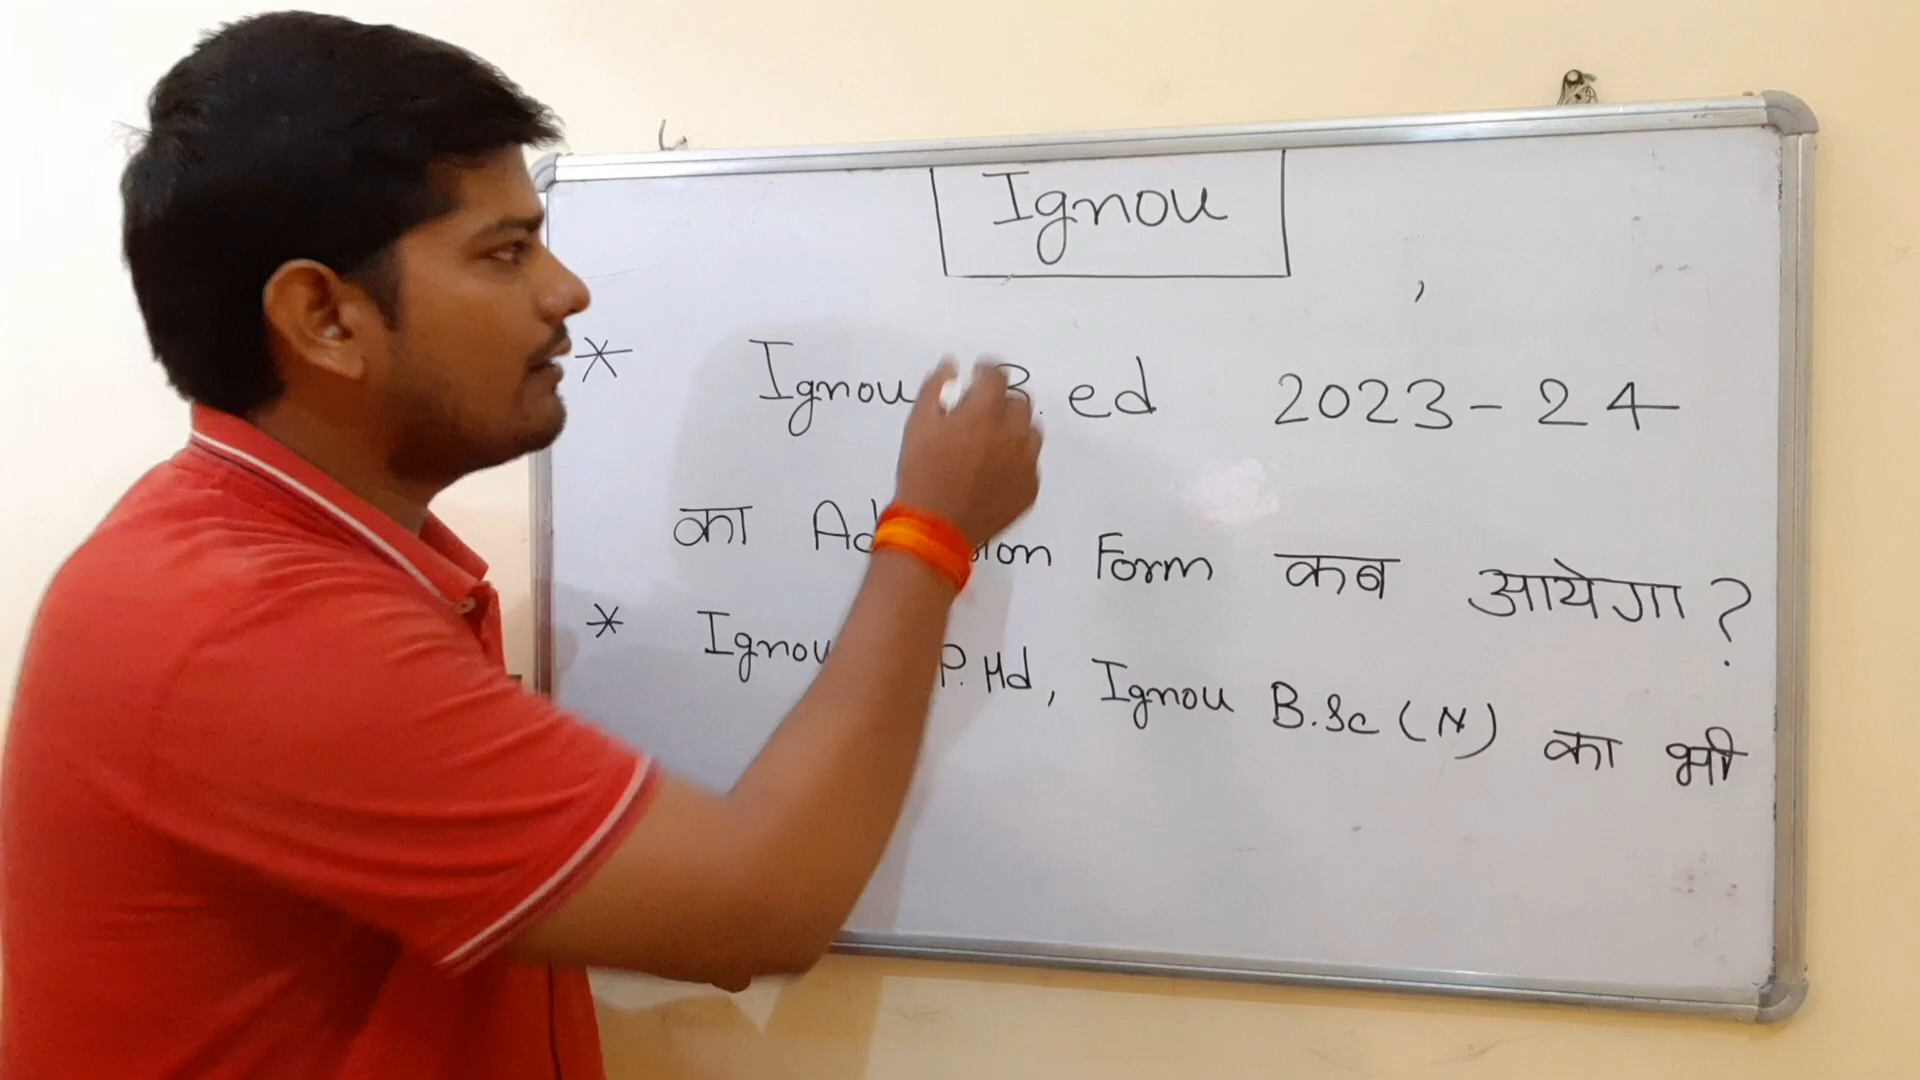 Ignou
* Ignou B.ed 2023-24
का Form कब आयेगा ?
* Ignou P.Hd, Ignou B.Sc (N) का भी